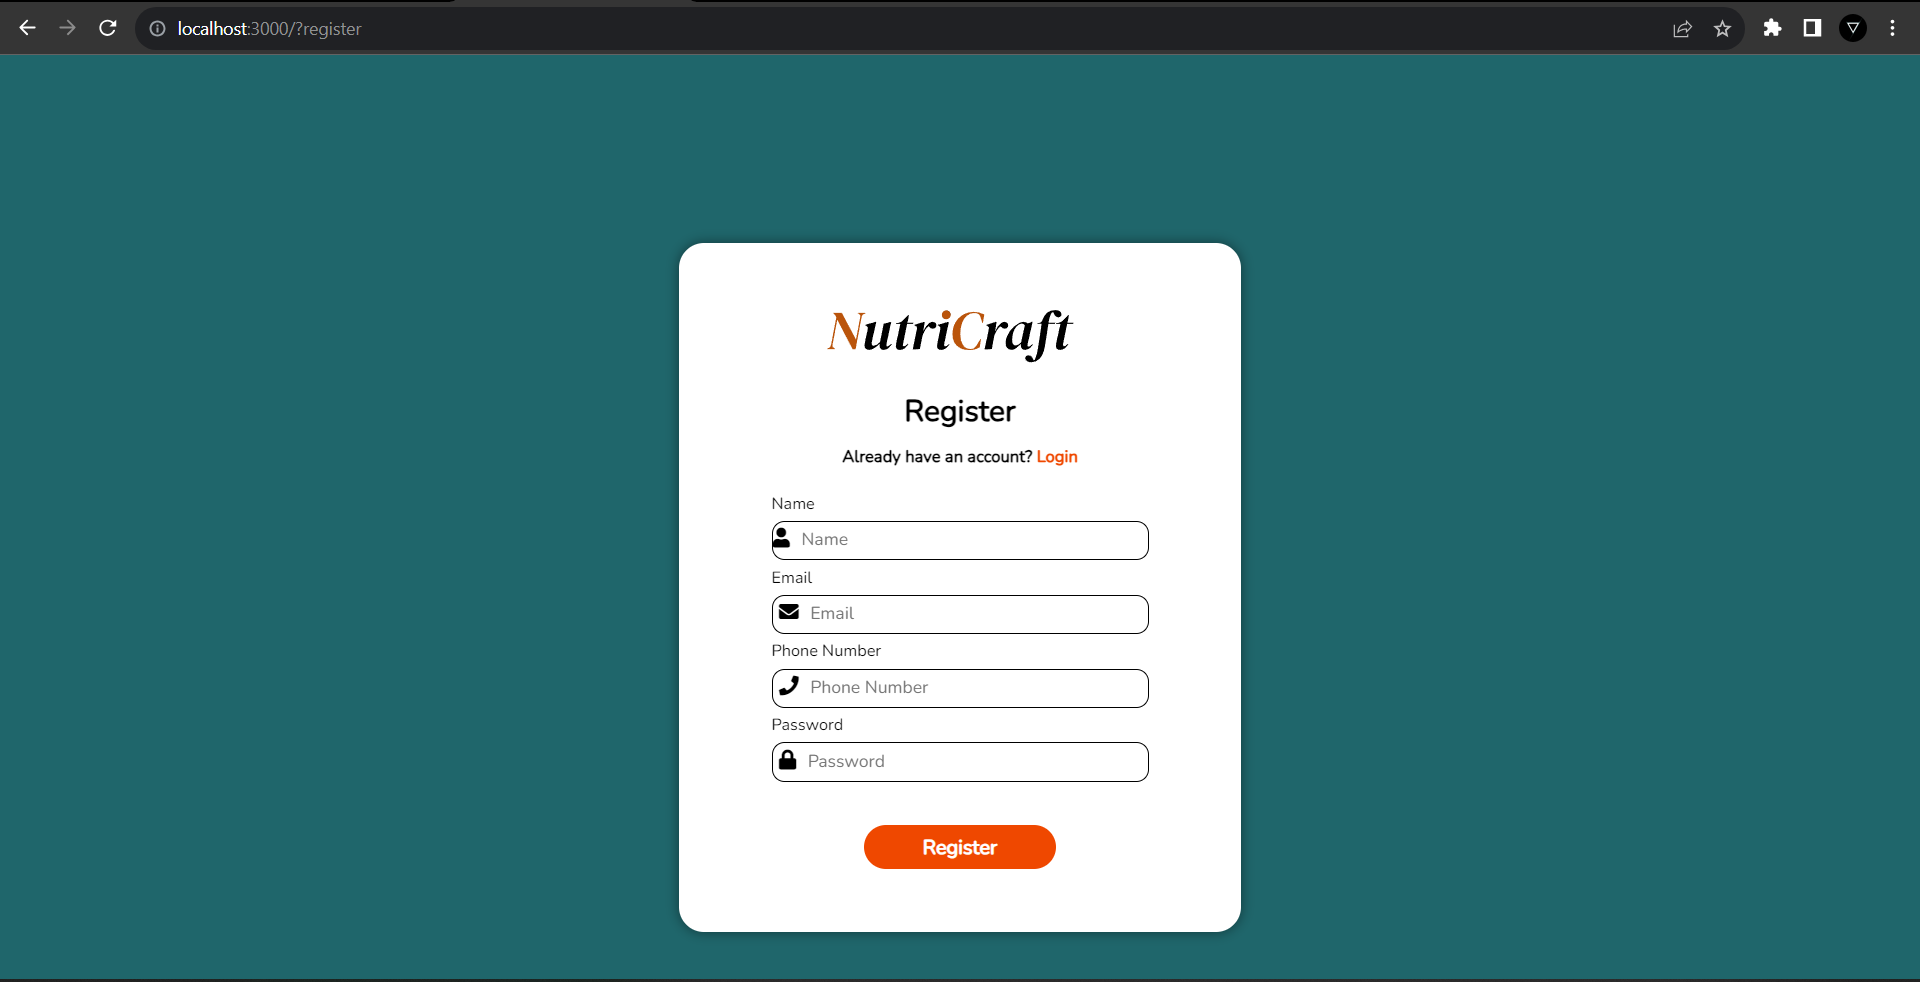 localhost:3000/?register
NutriCraft
Register
Already have an account? Login
Name
Name
Email
Email
Phone Number
Phone Number
Password
Password
Register